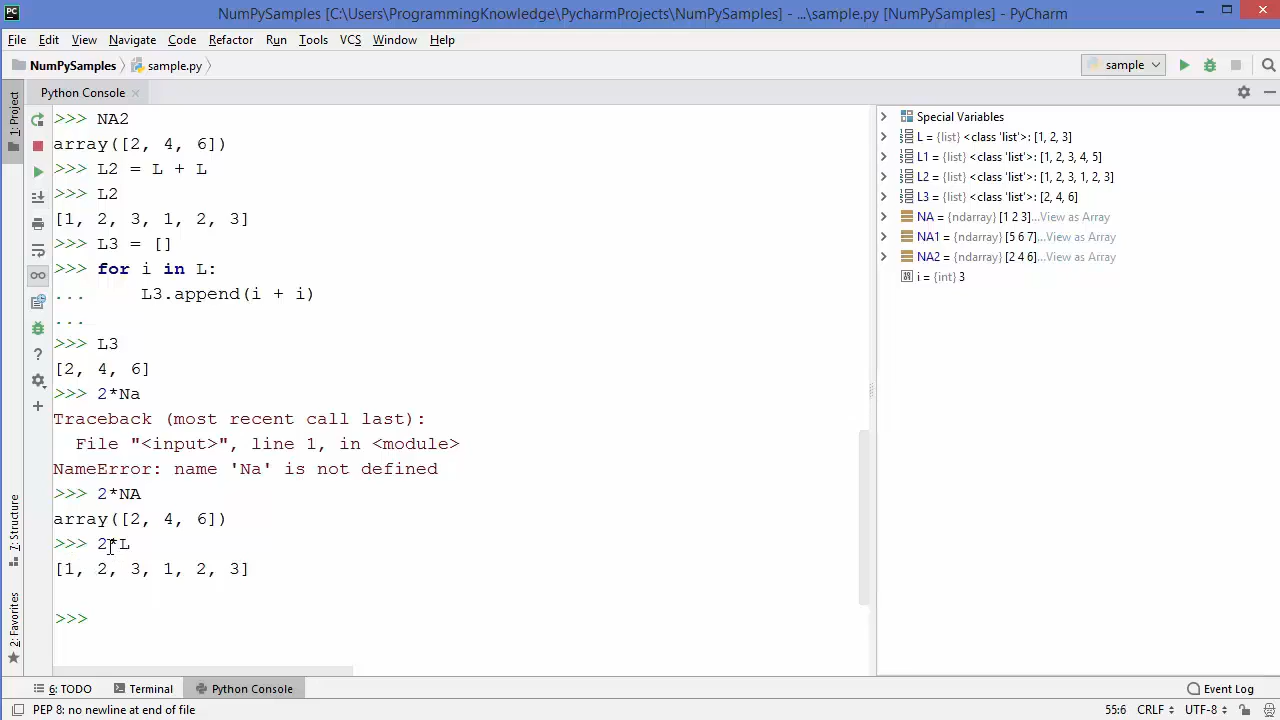 PC
NumPySamples [C:\Users\ProgrammingKnowledge\PycharmProjects\NumPySamples] - ...\sample.py [NumPySamples] - PyCharm
File Edit View Navigate Code Refactor Run Tools VCS Window Help
NumPySamples sample.py sample
1: Project
Python Console
>>> NA2
array([2, 4, 6])
>>> L2 = L + L
>>> L2
[1, 2, 3, 1, 2, 3]
>>> L3 = []
>>> for i in L:
...     L3.append(i + i)
...
>>> L3
[2, 4, 6]
>>> 2*Na
Traceback (most recent call last):
  File "<input>", line 1, in <module>
NameError: name 'Na' is not defined
>>> 2*NA
array([2, 4, 6])
>>> 2*L
[1, 2, 3, 1, 2, 3]
>>>
Special Variables
L = {list} <class 'list'>: [1, 2, 3]
L1 = {list} <class 'list'>: [1, 2, 3, 4, 5]
L2 = {list} <class 'list'>: [1, 2, 3, 1, 2, 3]
L3 = {list} <class 'list'>: [2, 4, 6]
NA = {ndarray} [1 2 3]...View as Array
NA1 = {ndarray} [5 6 7]...View as Array
NA2 = {ndarray} [2 4 6]...View as Array
i = {int} 3
7: Structure
2: Favorites
6: TODO Terminal Python Console Event Log
PEP 8: no newline at end of file 55:6 CRLF UTF-8